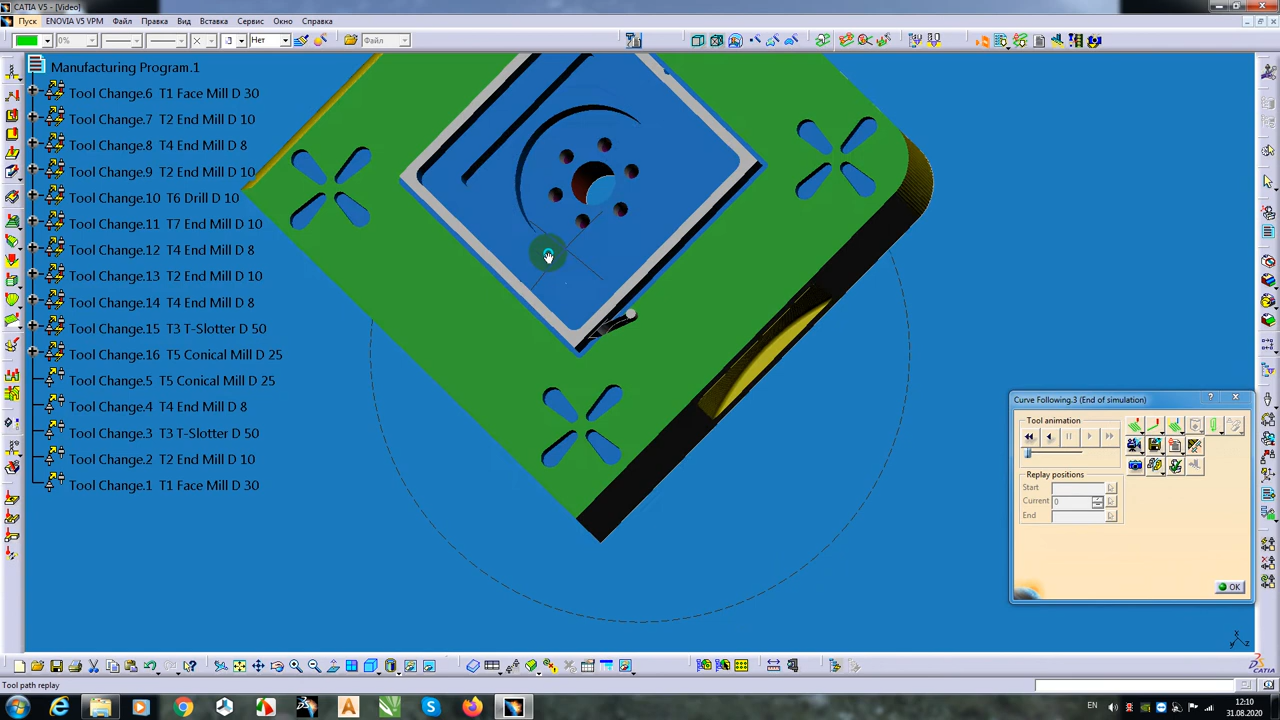 CATIA V5 - [Video]
Пуск ENOVIA V5 VPM Файл Правка Вид Вставка Сервис Окно Справка
0% 3 Нет Файл
Manufacturing Program.1
Tool Change.6 T1 Face Mill D 30
Tool Change.7 T2 End Mill D 10
Tool Change.8 T4 End Mill D 8
Tool Change.9 T2 End Mill D 10
Tool Change.10 T6 Drill D 10
Tool Change.11 T7 End Mill D 10
Tool Change.12 T4 End Mill D 8
Tool Change.13 T2 End Mill D 10
Tool Change.14 T4 End Mill D 8
Tool Change.15 T3 T-Slotter D 50
Tool Change.16 T5 Conical Mill D 25
Tool Change.5 T5 Conical Mill D 25
Tool Change.4 T4 End Mill D 8
Tool Change.3 T3 T-Slotter D 50
Tool Change.2 T2 End Mill D 10
Tool Change.1 T1 Face Mill D 30
Curve Following.3 (End of simulation)
Tool animation
Replay positions
Start
Current 0
End
OK
Tool path replay
CATIA
EN 12:10
31.08.2020